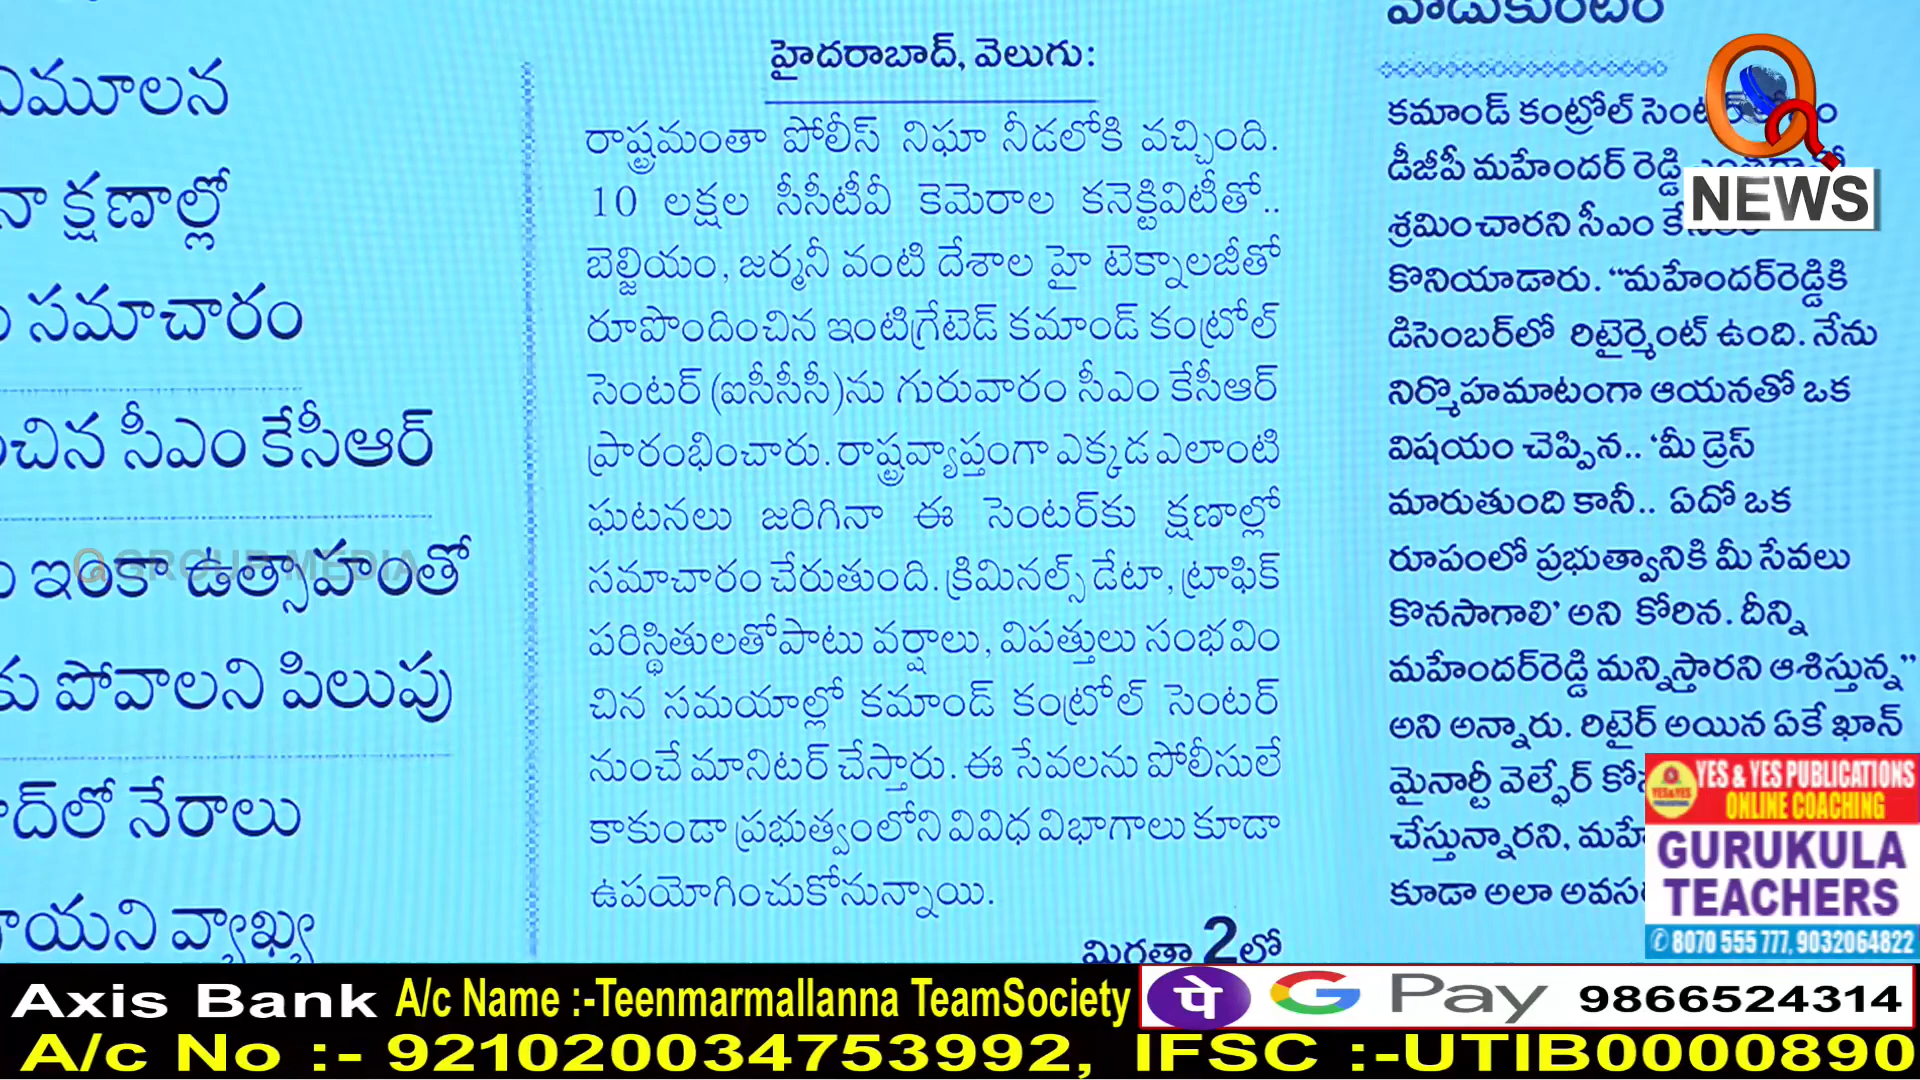 మూలన
నా క్షణాల్లో
సమాచారం
చిన సీఎం కేసీఆర్
ఇంకా ఉత్సాహంతో
కు పోవాలని పిలుపు
ద్‌లో నేరాలు
వ్యాఖ్య
Q GROUP MEDIA
హైదరాబాద్, వెలుగు:
రాష్ట్రమంతా పోలీస్ నిఘా నీడలోకి వచ్చింది.
10 లక్షల సీసీటీవీ కెమెరాల కనెక్టివిటీతో..
బెల్జియం, జర్మనీ వంటి దేశాల హై టెక్నాలజీతో
రూపొందించిన ఇంటిగ్రేటెడ్ కమాండ్ కంట్రోల్
సెంటర్ (ఐసీసీసీ)ను గురువారం సీఎం కేసీఆర్
ప్రారంభించారు. రాష్ట్రవ్యాప్తంగా ఎక్కడ ఎలాంటి
ఘటనలు జరిగినా ఈ సెంటర్‌కు క్షణాల్లో
సమాచారం చేరుతుంది. క్రిమినల్స్ డేటా, ట్రాఫిక్
పరిస్థితులతోపాటు వర్షాలు, విపత్తులు సంభవిం
చిన సమయాల్లో కమాండ్ కంట్రోల్ సెంటర్
నుంచే మానిటర్ చేస్తారు. ఈ సేవలను పోలీసులే
కాకుండా ప్రభుత్వంలోని వివిధ విభాగాలు కూడా
ఉపయోగించుకోనున్నాయి.
మిగతా 2లో
వాడుకుంటం
కమాండ్ కంట్రోల్
డీజీపీ మహేందర్ రెడ్డి
శ్రమించారని సీఎం
కొనియాడారు. “మహేందర్‌రెడ్డికి
డిసెంబర్‌లో రిటైర్మెంట్ ఉంది. నేను
నిర్మొహమాటంగా ఆయనతో ఒక
విషయం చెప్పిన.. ‘మీ డ్రెస్
మారుతుంది కానీ.. ఏదో ఒక
రూపంలో ప్రభుత్వానికి మీ సేవలు
కొనసాగాలి’ అని కోరిన. దీన్ని
మహేందర్‌రెడ్డి మన్నిస్తారని ఆశిస్తున్న”
అని అన్నారు. రిటైర్ అయిన ఏకే ఖాన్
మైనార్టీ వెల్ఫేర్
చేస్తున్నారని,
కూడా అలా
Q
NEWS
YES & YES PUBLICATIONS
ONLINE COACHING
GURUKULA
TEACHERS
8070 555 777, 9032064822
Axis Bank A/c Name :-Teenmarmallanna TeamSociety
पे G Pay 9866524314
A/c No :- 921020034753992, IFSC :-UTIB0000890